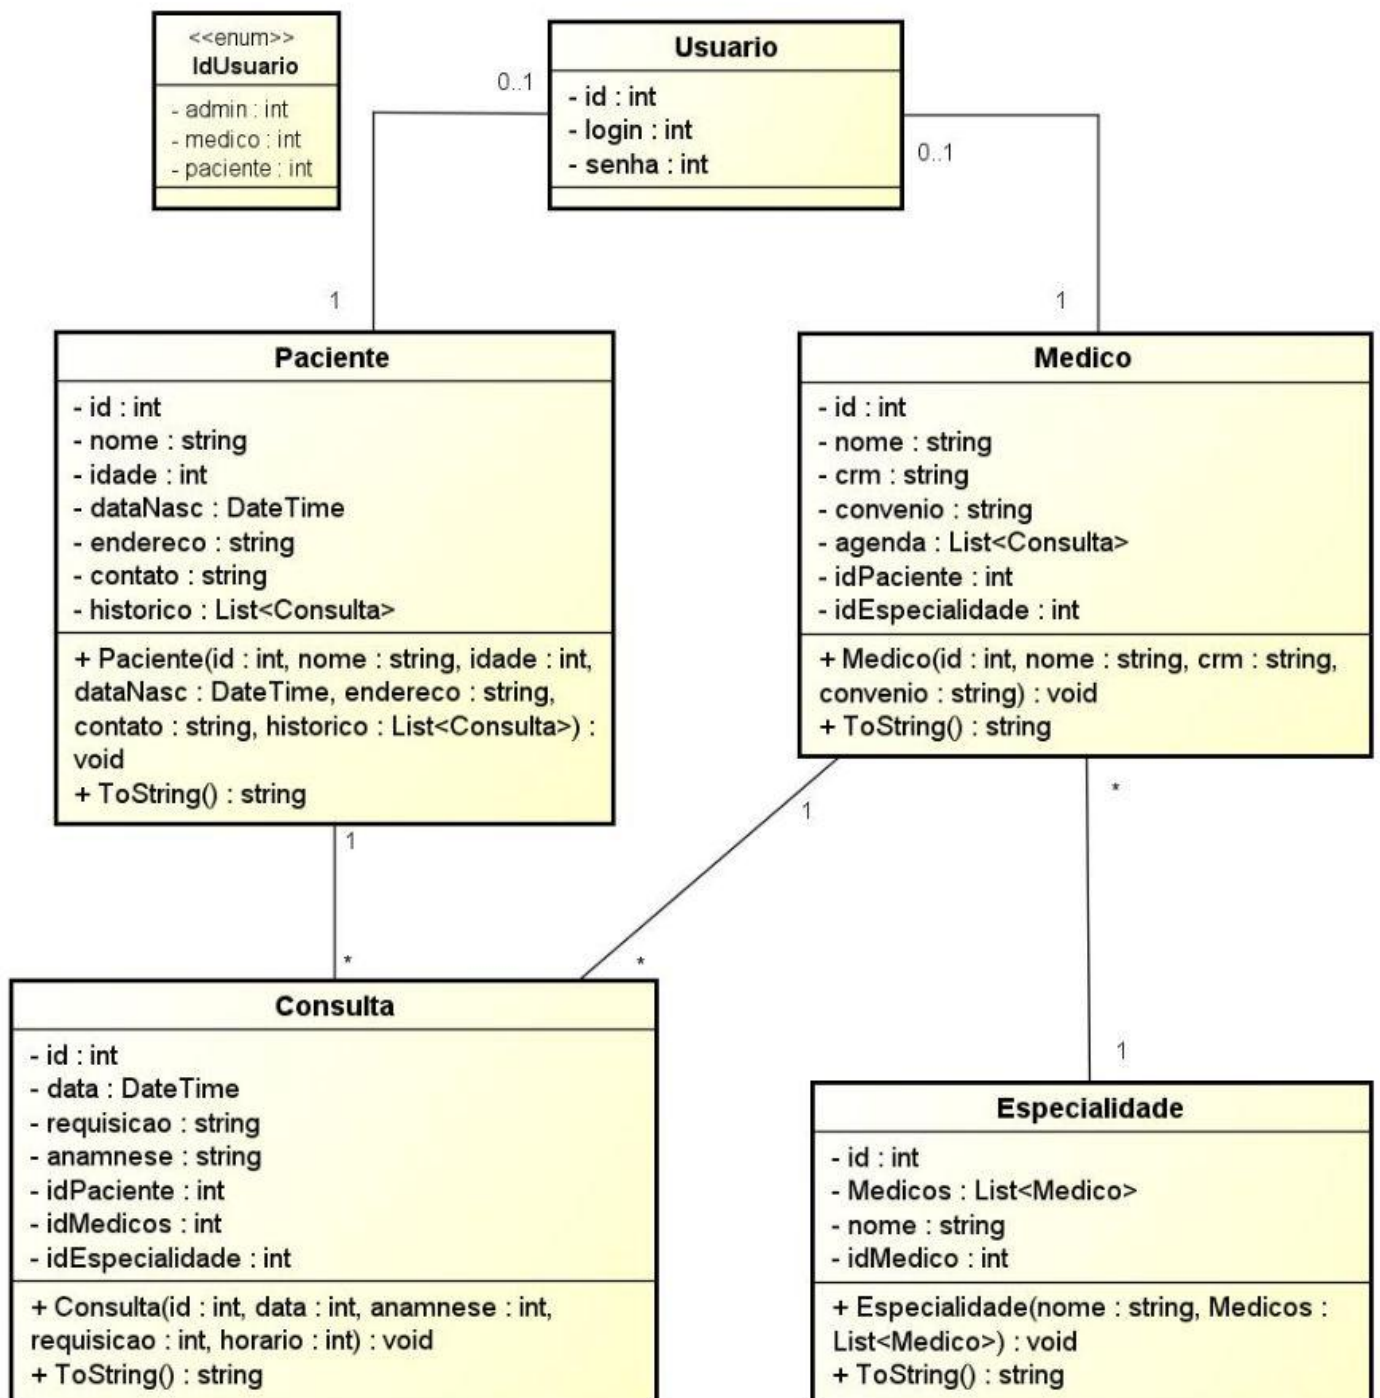 <<enum>>
IdUsuario
- admin : int
- medico : int
- paciente : int
Usuario
- id : int
- login : int
- senha : int
0..1
0..1
1
1
Paciente
- id : int
- nome : string
- idade : int
- dataNasc : DateTime
- endereco : string
- contato : string
- historico : List<Consulta>
+ Paciente(id : int, nome : string, idade : int,
dataNasc : DateTime, endereco : string,
contato : string, historico : List<Consulta>) :
void
+ ToString() : string
Medico
- id : int
- nome : string
- crm : string
- convenio : string
- agenda : List<Consulta>
- idPaciente : int
- idEspecialidade : int
+ Medico(id : int, nome : string, crm : string,
convenio : string) : void
+ ToString() : string
1
*
1
*
*
1
Consulta
- id : int
- data : DateTime
- requisicao : string
- anamnese : string
- idPaciente : int
- idMedicos : int
- idEspecialidade : int
+ Consulta(id : int, data : int, anamnese : int,
requisicao : int, horario : int) : void
+ ToString() : string
Especialidade
- id : int
- Medicos : List<Medico>
- nome : string
- idMedico : int
+ Especialidade(nome : string, Medicos :
List<Medico>) : void
+ ToString() : string